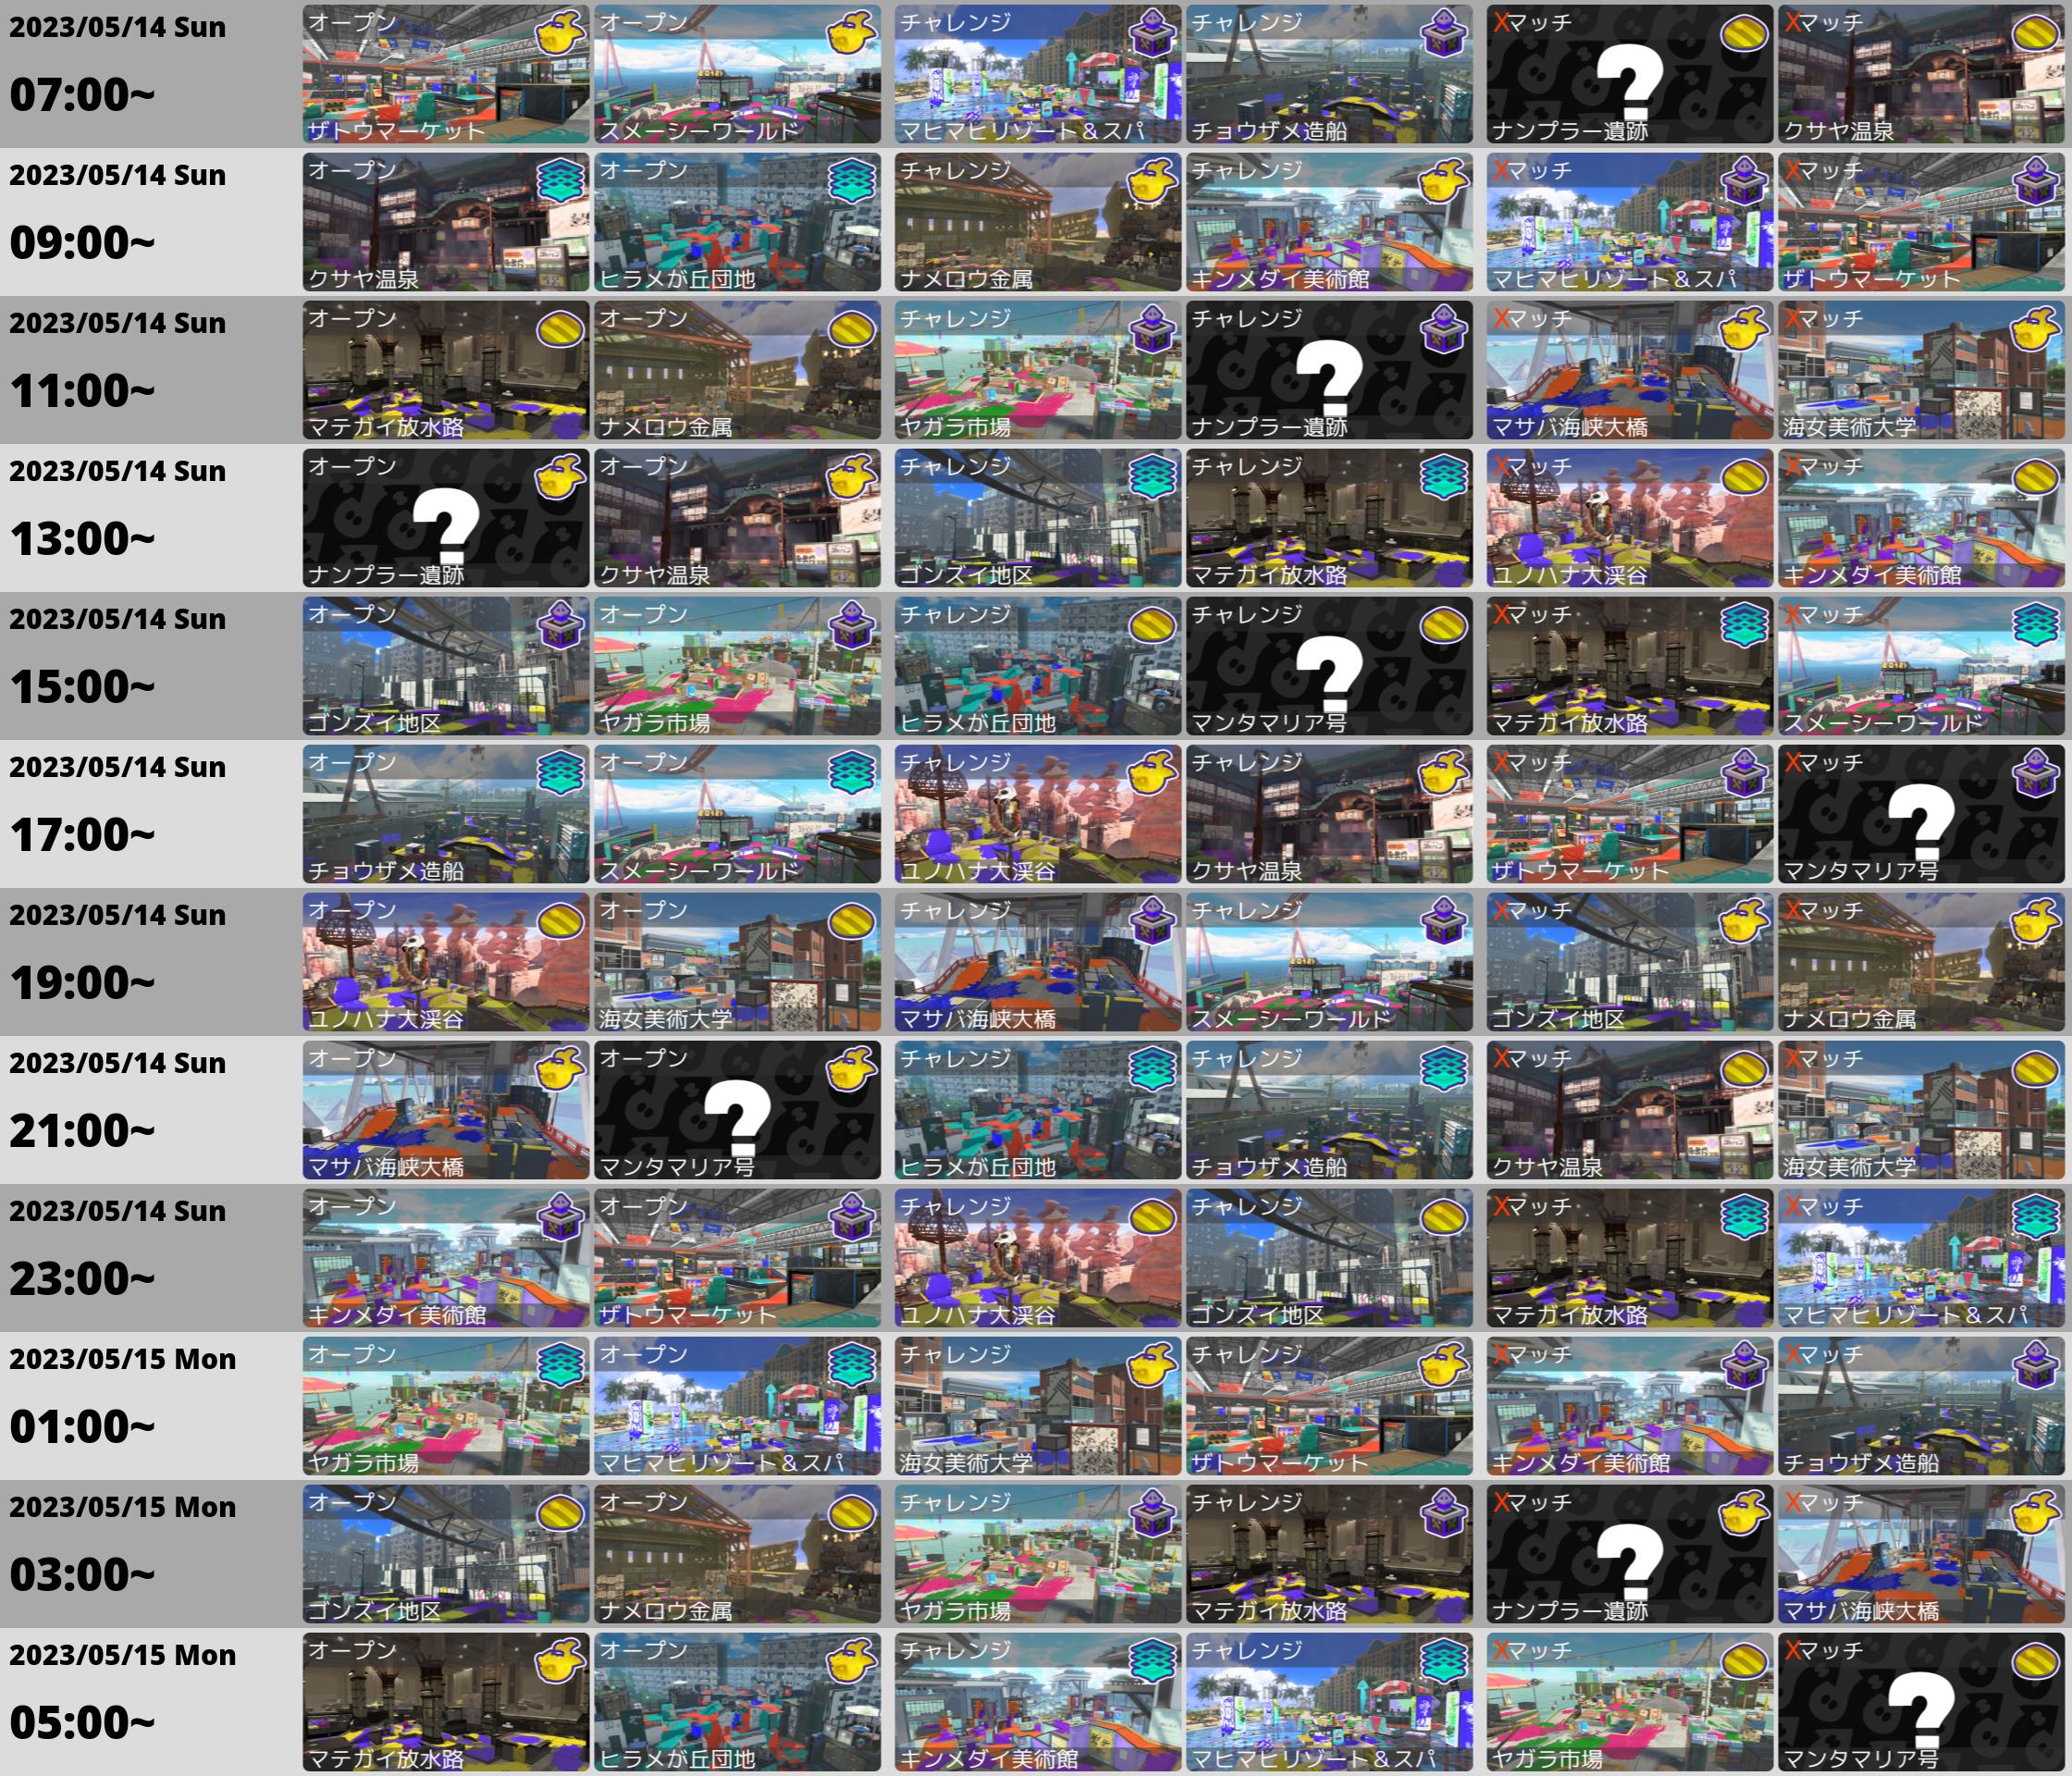 2023/05/14 Sun
07:00~
オープン
ザトウマーケット
オープン
スメーシーワールド
チャレンジ
マヒマヒリゾート＆スパ
チャレンジ
チョウザメ造船
Xマッチ
?
ナンプラー遺跡
Xマッチ
クサヤ温泉
2023/05/14 Sun
09:00~
オープン
クサヤ温泉
オープン
ヒラメが丘団地
チャレンジ
ナメロウ金属
チャレンジ
キンメダイ美術館
Xマッチ
マヒマヒリゾート＆スパ
Xマッチ
ザトウマーケット
2023/05/14 Sun
11:00~
オープン
マテガイ放水路
オープン
ナメロウ金属
チャレンジ
ヤガラ市場
チャレンジ
?
ナンプラー遺跡
Xマッチ
マサバ海峡大橋
Xマッチ
海女美術大学
2023/05/14 Sun
13:00~
オープン
?
ナンプラー遺跡
オープン
クサヤ温泉
チャレンジ
ゴンズイ地区
チャレンジ
マテガイ放水路
Xマッチ
ユノハナ大渓谷
Xマッチ
キンメダイ美術館
2023/05/14 Sun
15:00~
オープン
ゴンズイ地区
オープン
ヤガラ市場
チャレンジ
ヒラメが丘団地
チャレンジ
?
マンタマリア号
Xマッチ
マテガイ放水路
Xマッチ
スメーシーワールド
2023/05/14 Sun
17:00~
オープン
チョウザメ造船
オープン
スメーシーワールド
チャレンジ
ユノハナ大渓谷
チャレンジ
クサヤ温泉
Xマッチ
ザトウマーケット
Xマッチ
?
マンタマリア号
2023/05/14 Sun
19:00~
オープン
ユノハナ大渓谷
オープン
海女美術大学
チャレンジ
マサバ海峡大橋
チャレンジ
スメーシーワールド
Xマッチ
ゴンズイ地区
Xマッチ
ナメロウ金属
2023/05/14 Sun
21:00~
オープン
マサバ海峡大橋
オープン
?
マンタマリア号
チャレンジ
ヒラメが丘団地
チャレンジ
チョウザメ造船
Xマッチ
クサヤ温泉
Xマッチ
海女美術大学
2023/05/14 Sun
23:00~
オープン
キンメダイ美術館
オープン
ザトウマーケット
チャレンジ
ユノハナ大渓谷
チャレンジ
ゴンズイ地区
Xマッチ
マテガイ放水路
Xマッチ
マヒマヒリゾート＆スパ
2023/05/15 Mon
01:00~
オープン
ヤガラ市場
オープン
マヒマヒリゾート＆スパ
チャレンジ
海女美術大学
チャレンジ
ザトウマーケット
Xマッチ
キンメダイ美術館
Xマッチ
チョウザメ造船
2023/05/15 Mon
03:00~
オープン
ゴンズイ地区
オープン
ナメロウ金属
チャレンジ
ヤガラ市場
チャレンジ
マテガイ放水路
Xマッチ
?
ナンプラー遺跡
Xマッチ
マサバ海峡大橋
2023/05/15 Mon
05:00~
オープン
マテガイ放水路
オープン
ヒラメが丘団地
チャレンジ
キンメダイ美術館
チャレンジ
マヒマヒリゾート＆スパ
Xマッチ
ヤガラ市場
Xマッチ
?
マンタマリア号